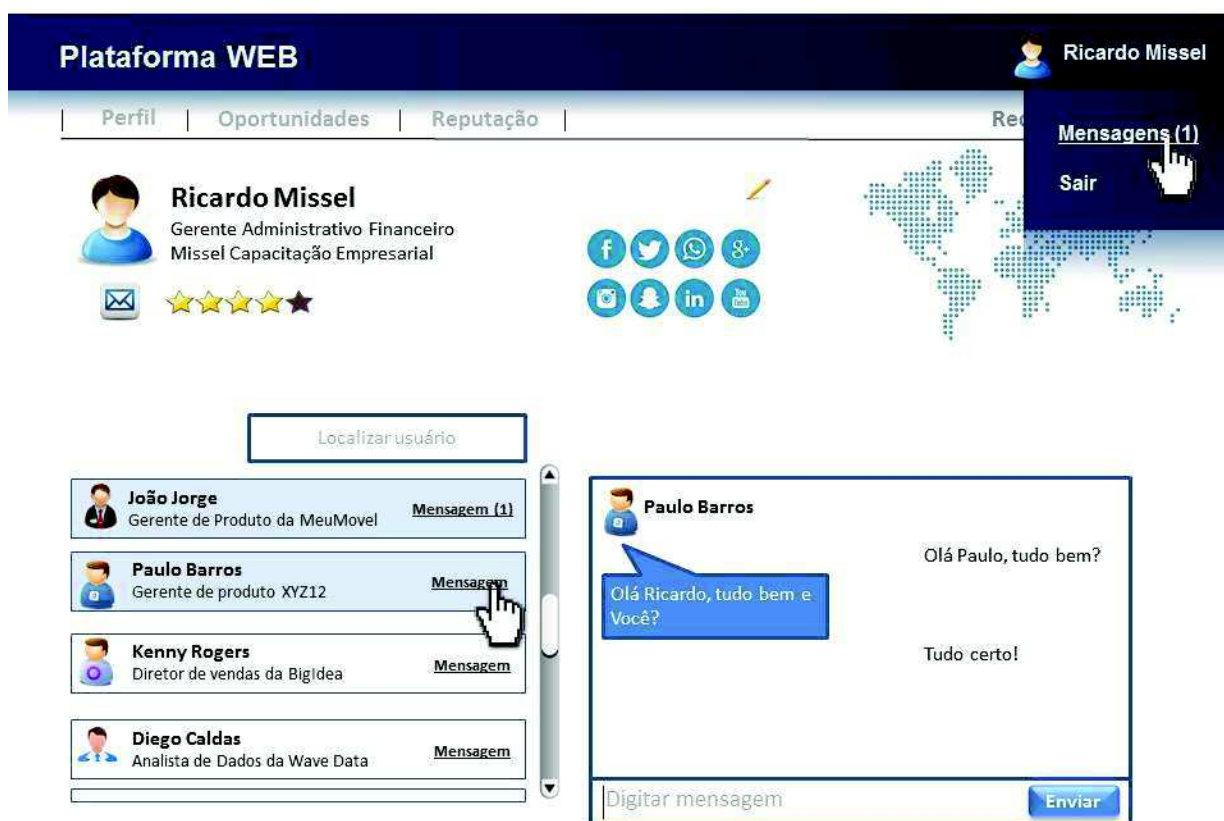 Plataforma WEB
Ricardo Missel
Perfil | Oportunidades | Reputação |
Mensagens (1)
Sair
Ricardo Missel
Gerente Administrativo Financeiro
Missel Capacitação Empresarial
Localizar usuário
João Jorge
Gerente de Produto da MeuMovel
Mensagem (1)
Paulo Barros
Gerente de produto XYZ12
Mensagem
Kenny Rogers
Diretor de vendas da BigIdea
Mensagem
Diego Caldas
Analista de Dados da Wave Data
Mensagem
Paulo Barros
Olá Paulo, tudo bem?
Olá Ricardo, tudo bem e
Você?
Tudo certo!
Digitar mensagem
Enviar